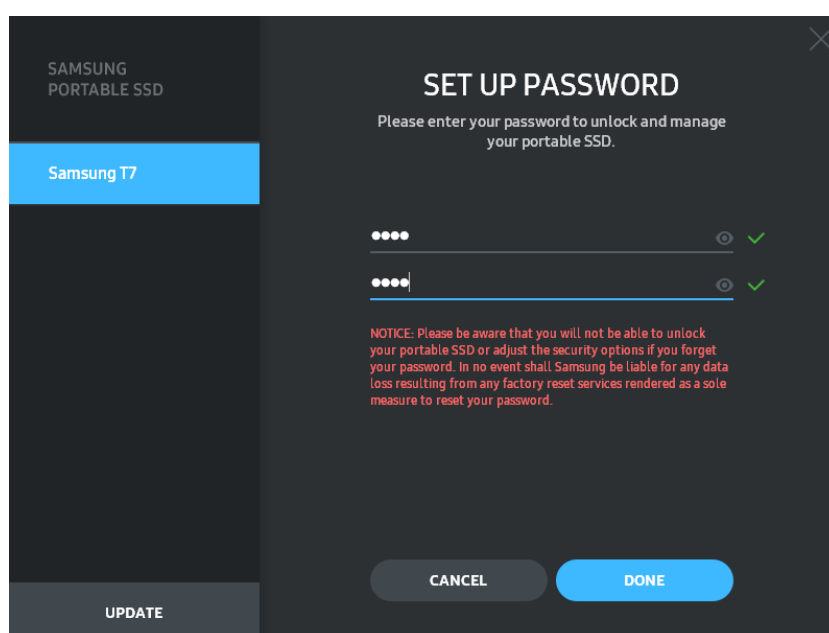 SAMSUNG
PORTABLE SSD
Samsung T7
UPDATE
SET UP PASSWORD
Please enter your password to unlock and manage
your portable SSD.
●●●●
●●●●
NOTICE: Please be aware that you will not be able to unlock
your portable SSD or adjust the security options if you forget
your password. In no event shall Samsung be liable for any data
loss resulting from any factory reset services rendered as a sole
measure to reset your password.
CANCEL
DONE